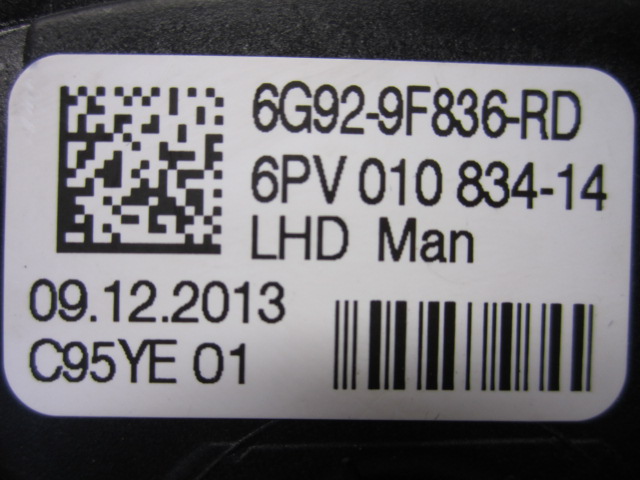 6G92-9F836-RD
6PV 010 834-14
LHD Man
09.12.2013
C95YE 01